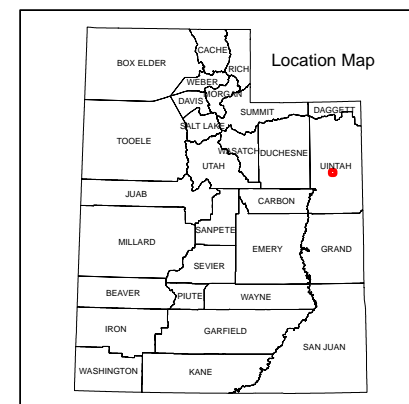 Location Map
CACHE
BOX ELDER
RICH
WEBER
MORGAN
DAVIS
SUMMIT
DAGGETT
SALT LAKE
TOOELE
WASATCH
DUCHESNE
UTAH
UINTAH
JUAB
CARBON
SANPETE
MILLARD
EMERY
GRAND
SEVIER
BEAVER
PIUTE
WAYNE
IRON
GARFIELD
SAN JUAN
WASHINGTON
KANE